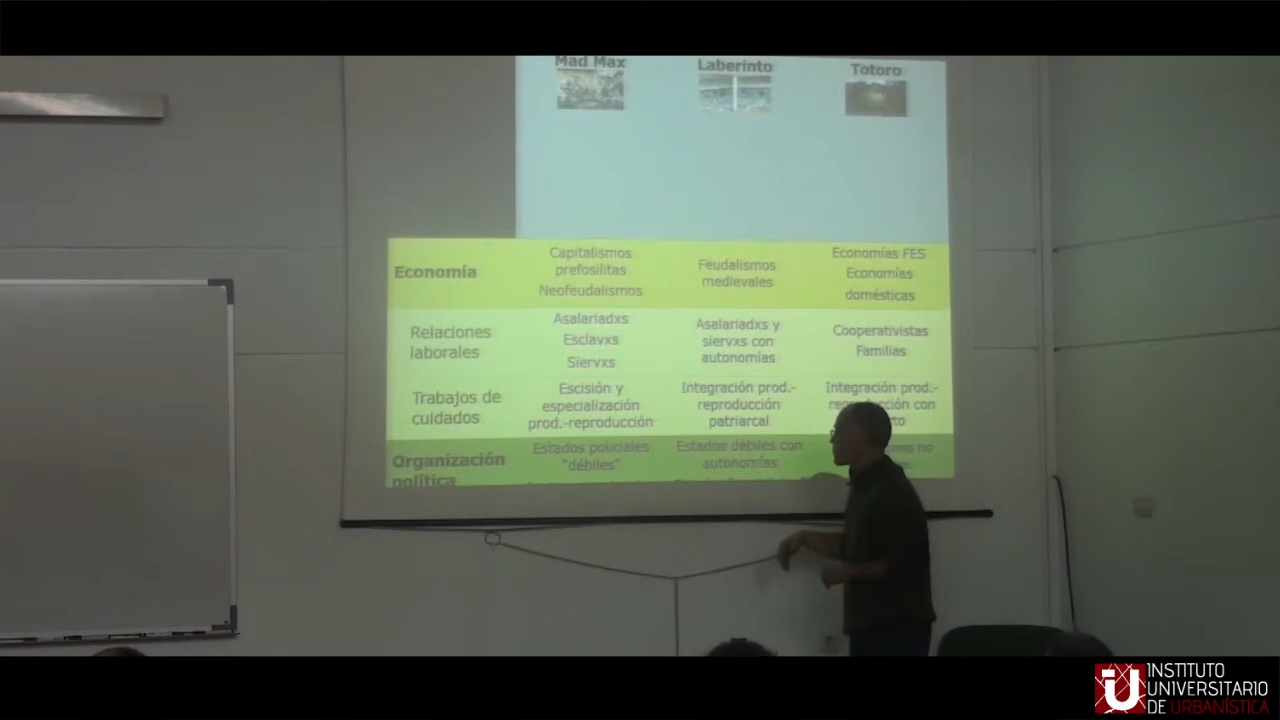 Mad Max
Laberinto
Totoro
Economía
Capitalismos
prefosilitas
Neofeudalismos
Feudalismos
medievales
Economías FES
Economías
domésticas
Relaciones
laborales
Asalariadxs
Esclavxs
Siervxs
Asalariadxs y
siervxs con
autonomías
Cooperativistas
Familias
Trabajos de
cuidados
Escisión y
especialización
prod.-reproducción
Integración prod.-
reproducción
patriarcal
Integración prod.-
con
Organización
política
Estados policiales
"débiles"
Estados débiles con
autonomías
no
INSTITUTO
UNIVERSITARIO
DE URBANÍSTICA